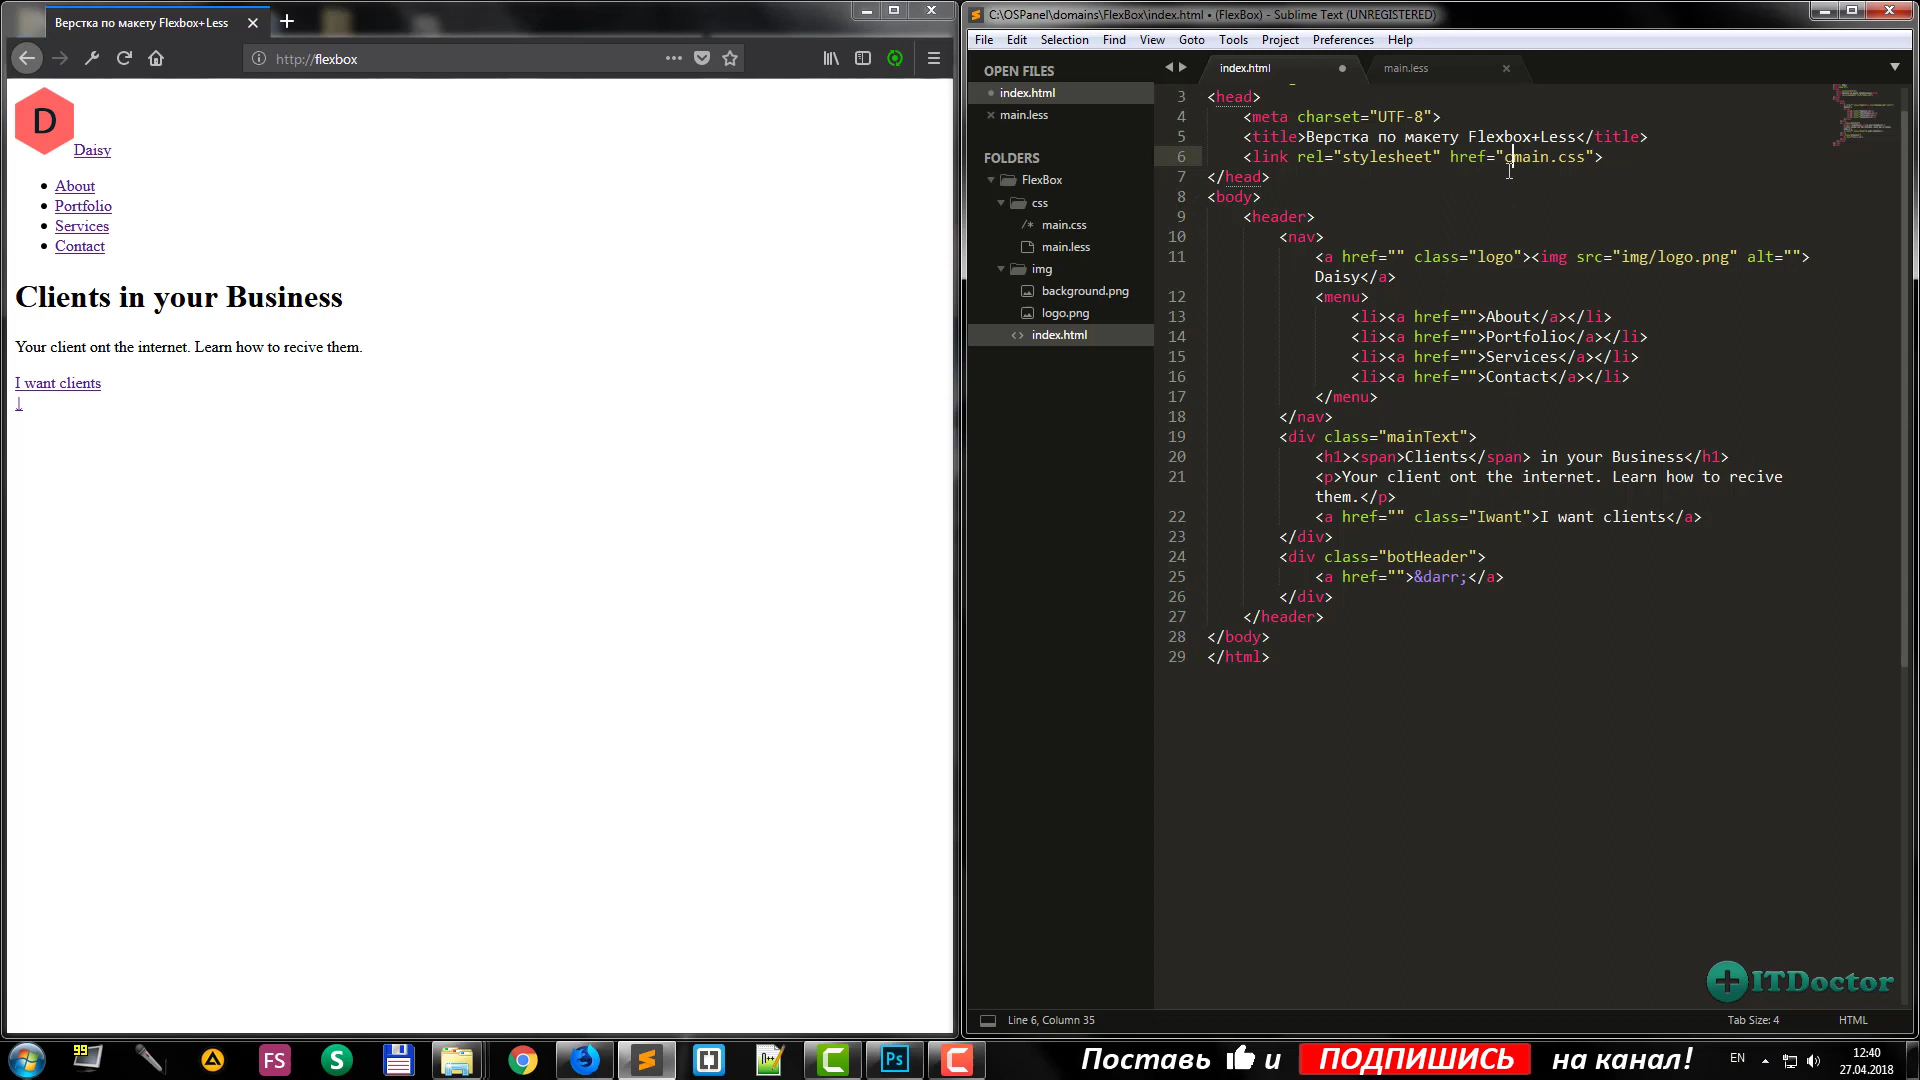 Верстка по макету Flexbox+Less
http://flexbox
D
Daisy
About
Portfolio
Services
Contact
Clients in your Business
Your client ont the internet. Learn how to recive them.
I want clients
↓
C:\OSPanel\domains\FlexBox\index.html • (FlexBox) - Sublime Text (UNREGISTERED)
File Edit Selection Find View Goto Tools Project Preferences Help
OPEN FILES
index.html
main.less
FOLDERS
FlexBox
css
main.css
main.less
img
background.png
logo.png
index.html
index.html main.less
3 <head>
4 <meta charset="UTF-8">
5 <title>Верстка по макету Flexbox+Less</title>
6 <link rel="stylesheet" href="cmain.css">
7 </head>
8 <body>
9 <header>
10 <nav>
11 <a href="" class="logo"><img src="img/logo.png" alt="">
Daisy</a>
12 <menu>
13 <li><a href="">About</a></li>
14 <li><a href="">Portfolio</a></li>
15 <li><a href="">Services</a></li>
16 <li><a href="">Contact</a></li>
17 </menu>
18 </nav>
19 <div class="mainText">
20 <h1><span>Clients</span> in your Business</h1>
21 <p>Your client ont the internet. Learn how to recive
them.</p>
22 <a href="" class="Iwant">I want clients</a>
23 </div>
24 <div class="botHeader">
25 <a href="">&darr;</a>
26 </div>
27 </header>
28 </body>
29 </html>
ITDoctor
Line 6, Column 35
Tab Size: 4
HTML
99
FS
S
Ps
Поставь и ПОДПИШИСЬ на канал!
EN
12:40
27.04.2018